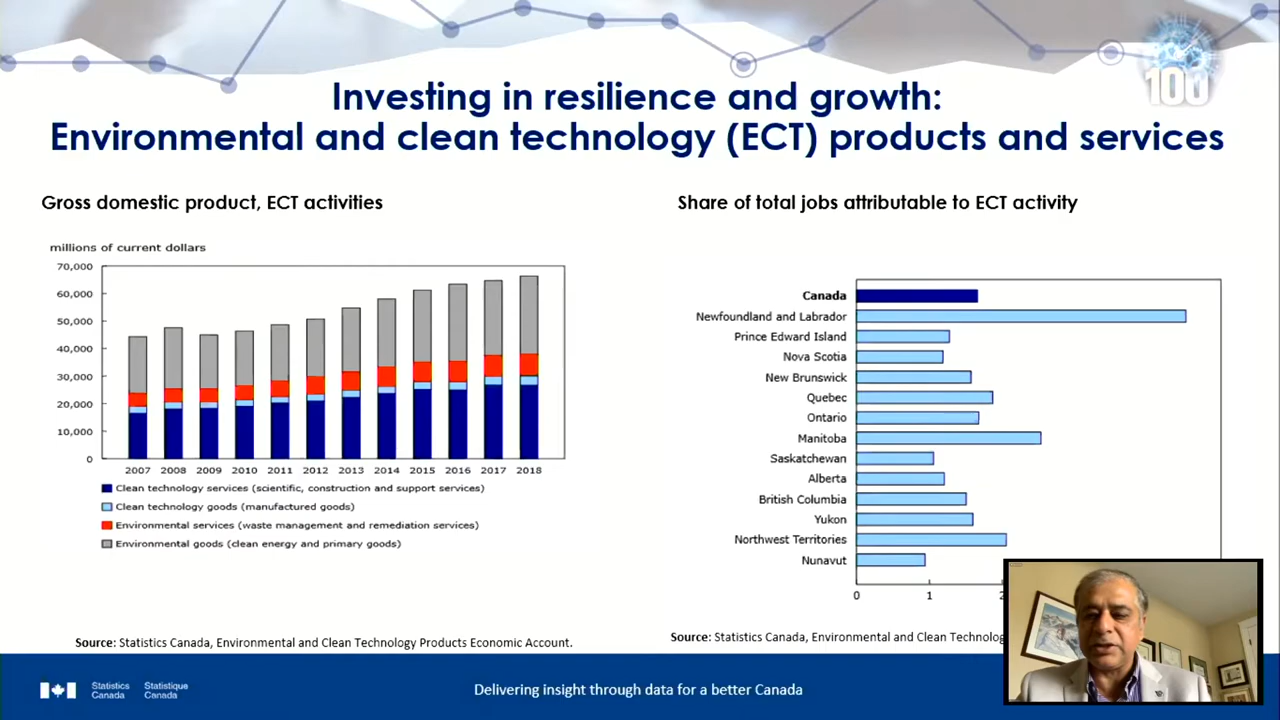 100
Investing in resilience and growth:
Environmental and clean technology (ECT) products and services
Gross domestic product, ECT activities
millions of current dollars
70,000
60,000
50,000
40,000
30,000
20,000
10,000
0
2007 2008 2009 2010 2011 2012 2013 2014 2015 2016 2017 2018
Clean technology services (scientific, construction and support services)
Clean technology goods (manufactured goods)
Environmental services (waste management and remediation services)
Environmental goods (clean energy and primary goods)
Source: Statistics Canada, Environmental and Clean Technology Products Economic Account.
Share of total jobs attributable to ECT activity
Canada
Newfoundland and Labrador
Prince Edward Island
Nova Scotia
New Brunswick
Quebec
Ontario
Manitoba
Saskatchewan
Alberta
British Columbia
Yukon
Northwest Territories
Nunavut
0 1
Source: Statistics Canada, Environmental and Clean
Statistics Statistique
Canada Canada
Delivering insight through data for a better Canada